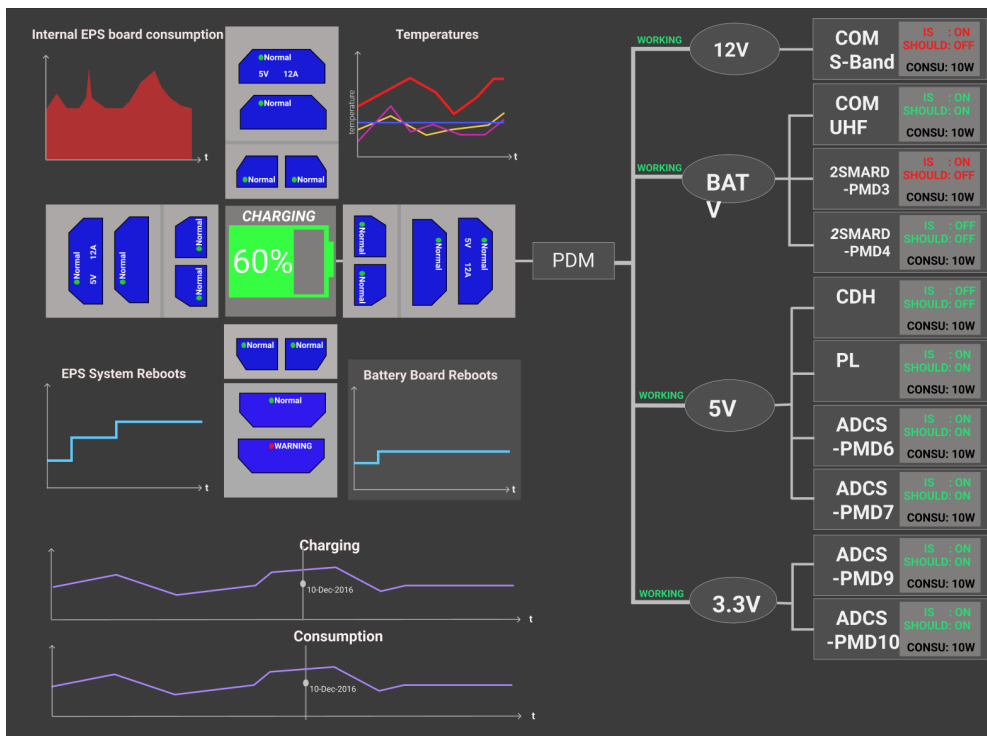 Internal EPS board consumption
t
Normal
5V 12A
Normal
Normal
Normal
Temperatures
temperature
t
Normal
5V 12A
Normal
Normal
Normal
CHARGING
60%
Normal
Normal
Normal
5V 12A
Normal
Normal
Normal
Normal
WARNING
EPS System Reboots
t
Battery Board Reboots
t
Charging
10-Dec-2016
t
Consumption
10-Dec-2016
t
PDM
WORKING
12V
COM
S-Band
IS : ON
SHOULD: OFF
CONSU: 10W
WORKING
BAT
V
COM
UHF
IS : ON
SHOULD: ON
CONSU: 10W
2SMARD
-PMD3
IS : ON
SHOULD: OFF
CONSU: 10W
2SMARD
-PMD4
IS : OFF
SHOULD: OFF
CONSU: 10W
WORKING
5V
CDH
IS : OFF
SHOULD: OFF
CONSU: 10W
PL
IS : ON
SHOULD: ON
CONSU: 10W
ADCS
-PMD6
IS : ON
SHOULD: ON
CONSU: 10W
ADCS
-PMD7
IS : ON
SHOULD: ON
CONSU: 10W
WORKING
3.3V
ADCS
-PMD9
IS : ON
SHOULD: ON
CONSU: 10W
ADCS
-PMD10
IS : ON
SHOULD: ON
CONSU: 10W